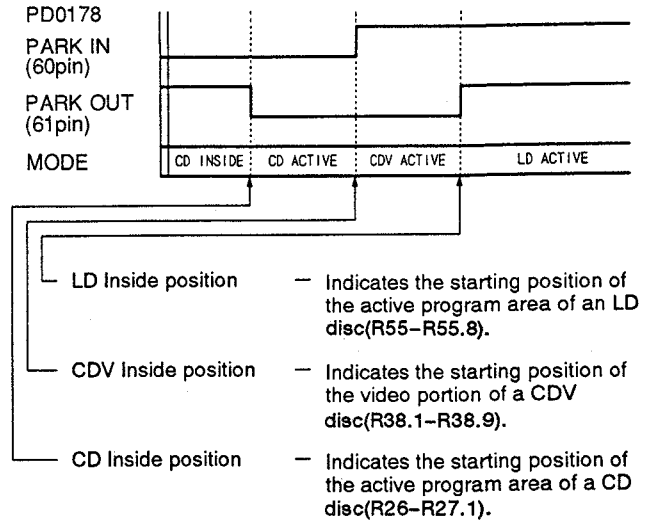 PD0178
PARK IN
(60pin)
PARK OUT
(61pin)
MODE
CD INSIDE CD ACTIVE CDV ACTIVE LD ACTIVE
LD Inside position — Indicates the starting position of
the active program area of an LD
disc(R55–R55.8).
CDV Inside position — Indicates the starting position of
the video portion of a CDV
disc(R38.1–R38.9).
CD Inside position — Indicates the starting position of
the active program area of a CD
disc(R26–R27.1).